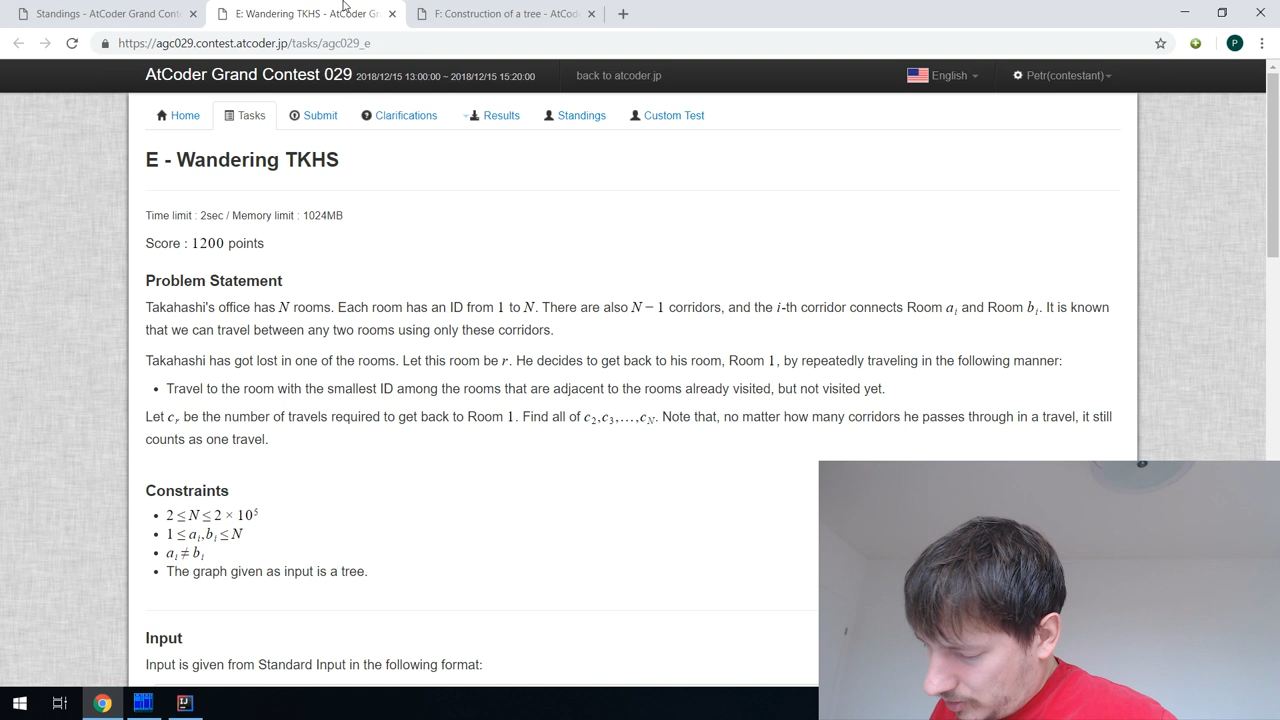 Standings - AtCoder Grand Cont
E: Wandering TKHS - AtCoder Gr
F: Construction of a tree - AtCod
https://agc029.contest.atcoder.jp/tasks/agc029_e
P
AtCoder Grand Contest 029 2018/12/15 13:00:00 ~ 2018/12/15 15:20:00 back to atcoder.jp English Petr(contestant)
Home Tasks Submit Clarifications Results Standings Custom Test
E - Wandering TKHS
Time limit : 2sec / Memory limit : 1024MB
Score : 1200 points
Problem Statement
Takahashi's office has N rooms. Each room has an ID from 1 to N. There are also N − 1 corridors, and the i-th corridor connects Room a_i and Room b_i. It is known
that we can travel between any two rooms using only these corridors.
Takahashi has got lost in one of the rooms. Let this room be r. He decides to get back to his room, Room 1, by repeatedly traveling in the following manner:
• Travel to the room with the smallest ID among the rooms that are adjacent to the rooms already visited, but not visited yet.
Let c_r be the number of travels required to get back to Room 1. Find all of c_2,c_3,…,c_N. Note that, no matter how many corridors he passes through in a travel, it still
counts as one travel.
Constraints
• 2 ≤ N ≤ 2 × 10^5
• 1 ≤ a_i,b_i ≤ N
• a_i ≠ b_i
• The graph given as input is a tree.
Input
Input is given from Standard Input in the following format: